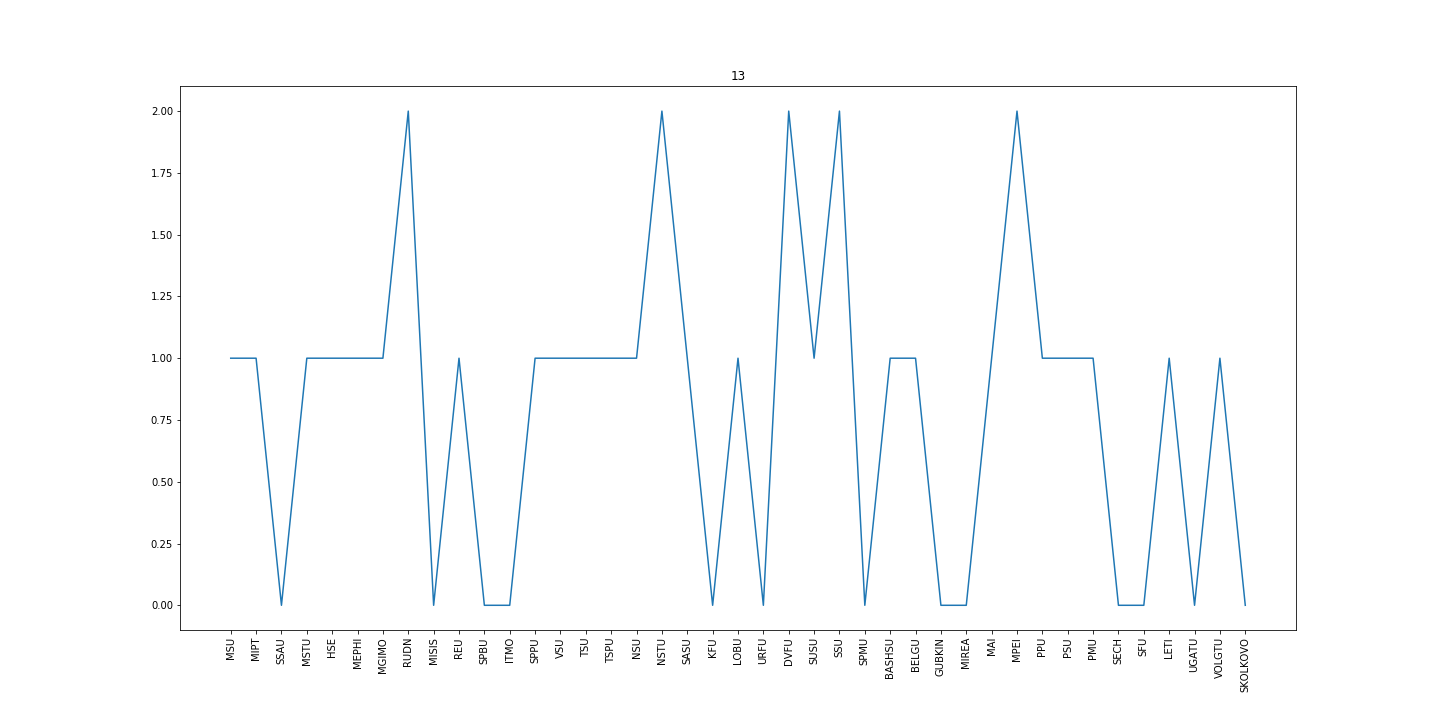 13
2.00
1.75
1.50
1.25
1.00
0.75
0.50
0.25
0.00
MSU
MIPT
SSAU
MSTU
HSE
MEPHI
MGIMO
RUDN
MISIS
REU
SPBU
ITMO
SPPU
VSU
TSU
TSPU
NSU
NSTU
SASU
KFU
LOBU
URFU
DVFU
SUSU
SSU
SPMU
BASHSU
BELGU
GUBKIN
MIREA
MAI
MPEI
PPU
PSU
PMU
SECH
SFU
LETI
UGATU
VOLGTU
SKOLKOVO